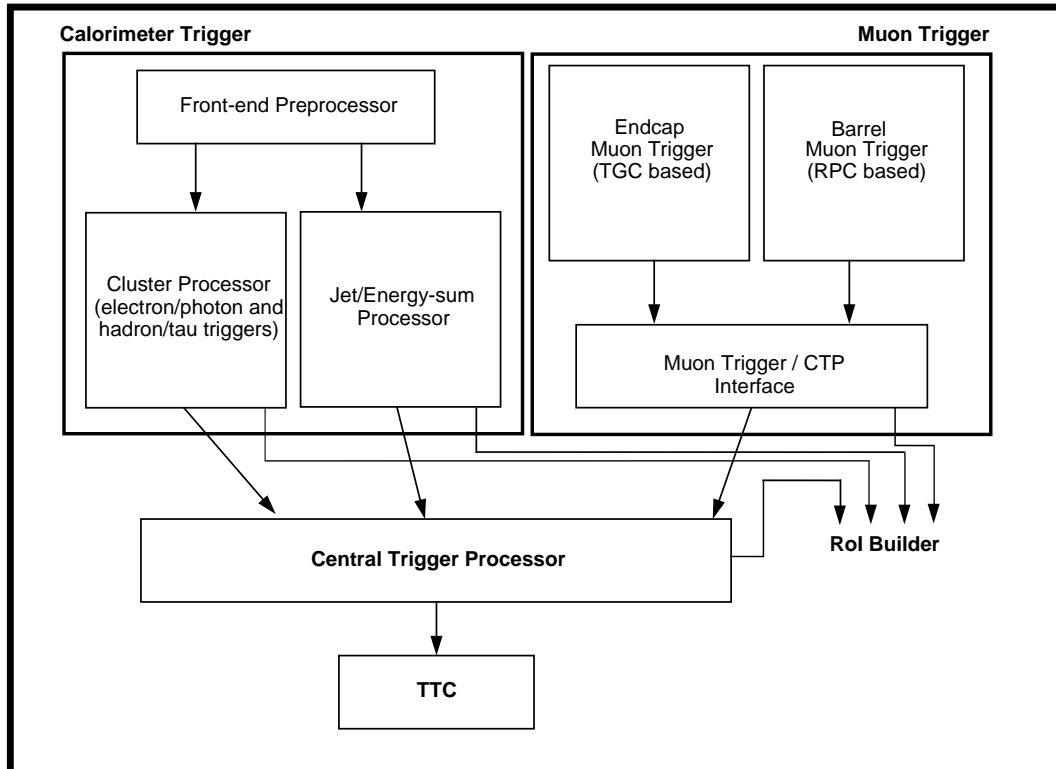 Calorimeter Trigger
Muon Trigger
Front-end Preprocessor
Endcap
Muon Trigger
(TGC based)
Barrel
Muon Trigger
(RPC based)
Cluster Processor
(electron/photon and
hadron/tau triggers)
Jet/Energy-sum
Processor
Muon Trigger / CTP
Interface
Central Trigger Processor
RoI Builder
TTC